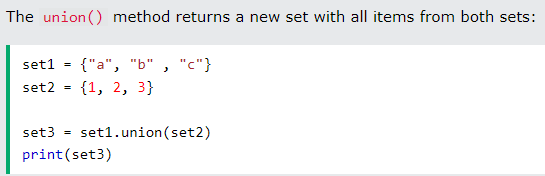 The union() method returns a new set with all items from both sets:
set1 = {"a", "b" , "c"}
set2 = {1, 2, 3}
set3 = set1.union(set2)
print(set3)